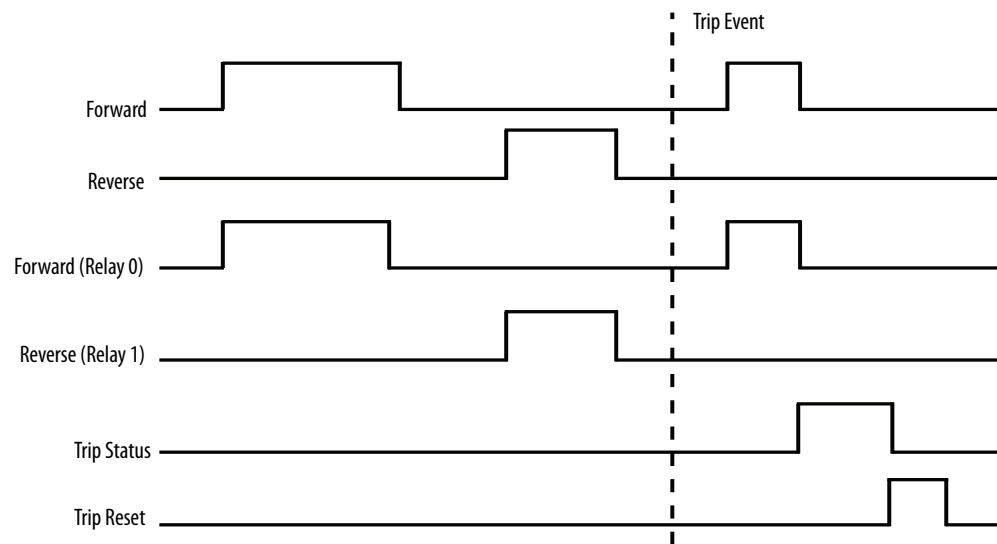 Trip Event
Forward
Reverse
Forward (Relay 0)
Reverse (Relay 1)
Trip Status
Trip Reset